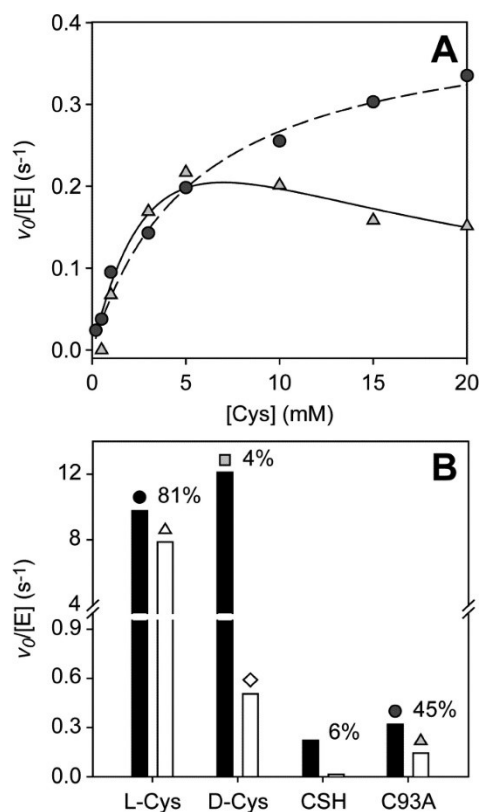 A
v0/[E] (s-1)
0.4
0.3
0.2
0.1
0.0
0 5 10 15 20
[Cys] (mM)
B
v0/[E] (s-1)
12
8
4
0.9
0.6
0.3
0.0
81%
4%
6%
45%
L-Cys D-Cys CSH C93A